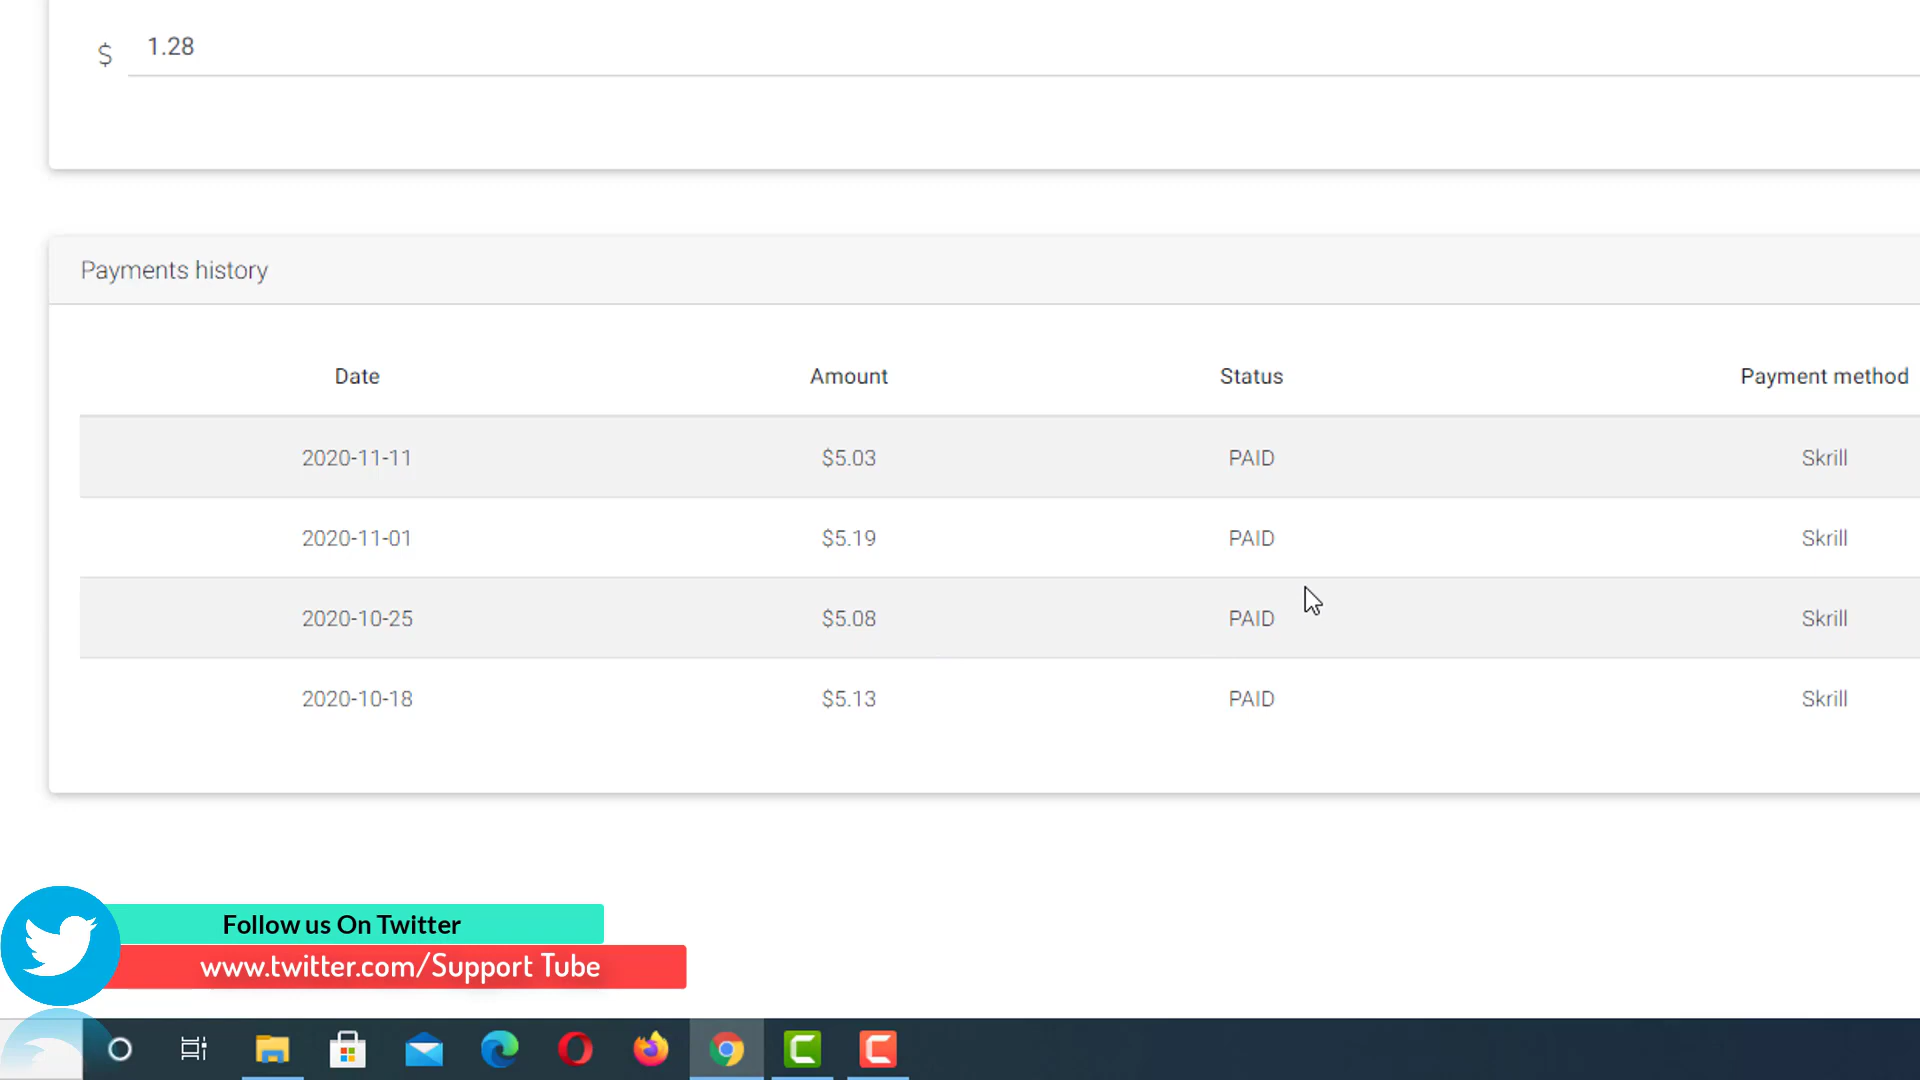 $ 1.28
Payments history
Date Amount Status Payment method
2020-11-11 $5.03 PAID Skrill
2020-11-01 $5.19 PAID Skrill
2020-10-25 $5.08 PAID Skrill
2020-10-18 $5.13 PAID Skrill
Follow us On Twitter
www.twitter.com/Support Tube